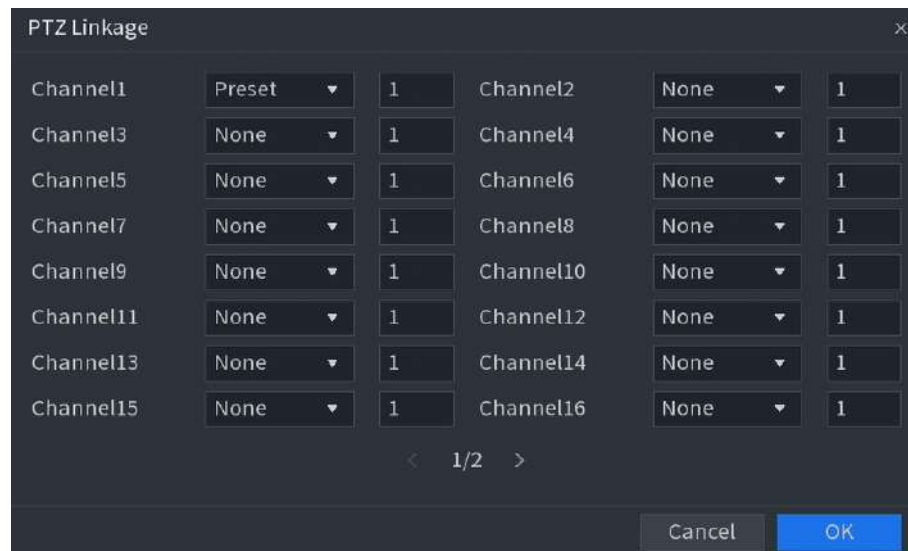 PTZ Linkage ×
Channel1 Preset 1 Channel2 None 1
Channel3 None 1 Channel4 None 1
Channel5 None 1 Channel6 None 1
Channel7 None 1 Channel8 None 1
Channel9 None 1 Channel10 None 1
Channel11 None 1 Channel12 None 1
Channel13 None 1 Channel14 None 1
Channel15 None 1 Channel16 None 1
< 1/2 >
Cancel OK